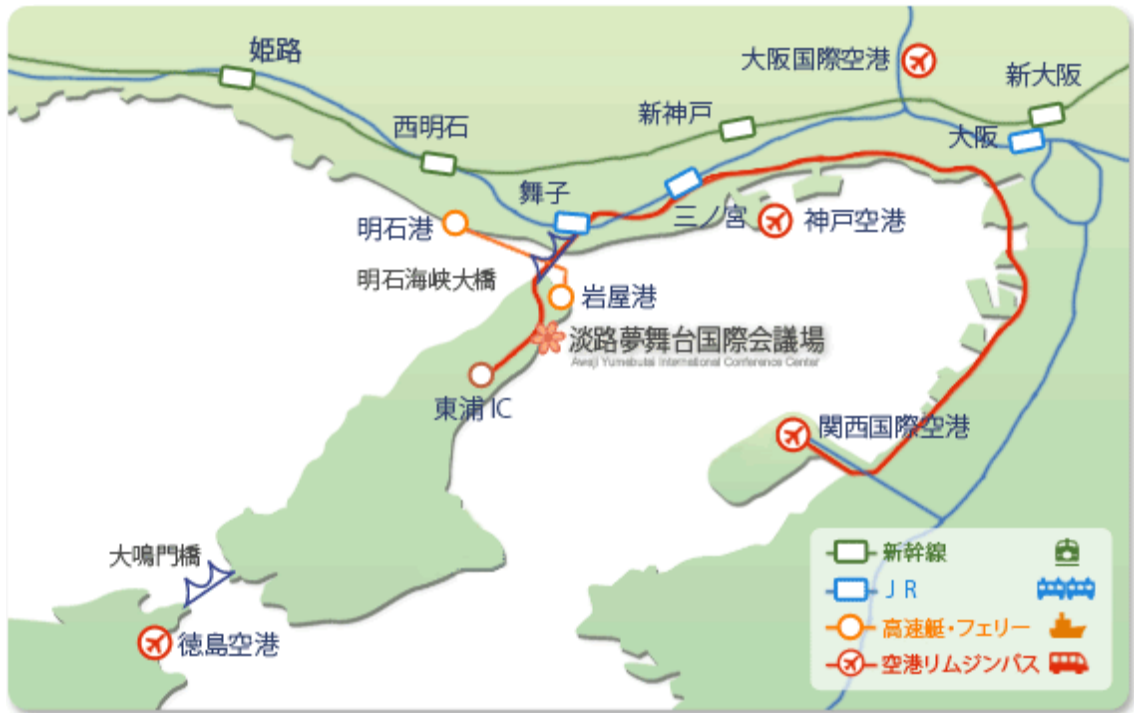 姫路
大阪国際空港
新大阪
新神戸
大阪
西明石
舞子
明石港
三ノ宮
神戸空港
明石海峡大橋
岩屋港
淡路夢舞台国際会議場
Awaji Yumebutai International Conference Center
東浦IC
関西国際空港
大鳴門橋
徳島空港
新幹線
JR
高速艇・フェリー
空港リムジンバス